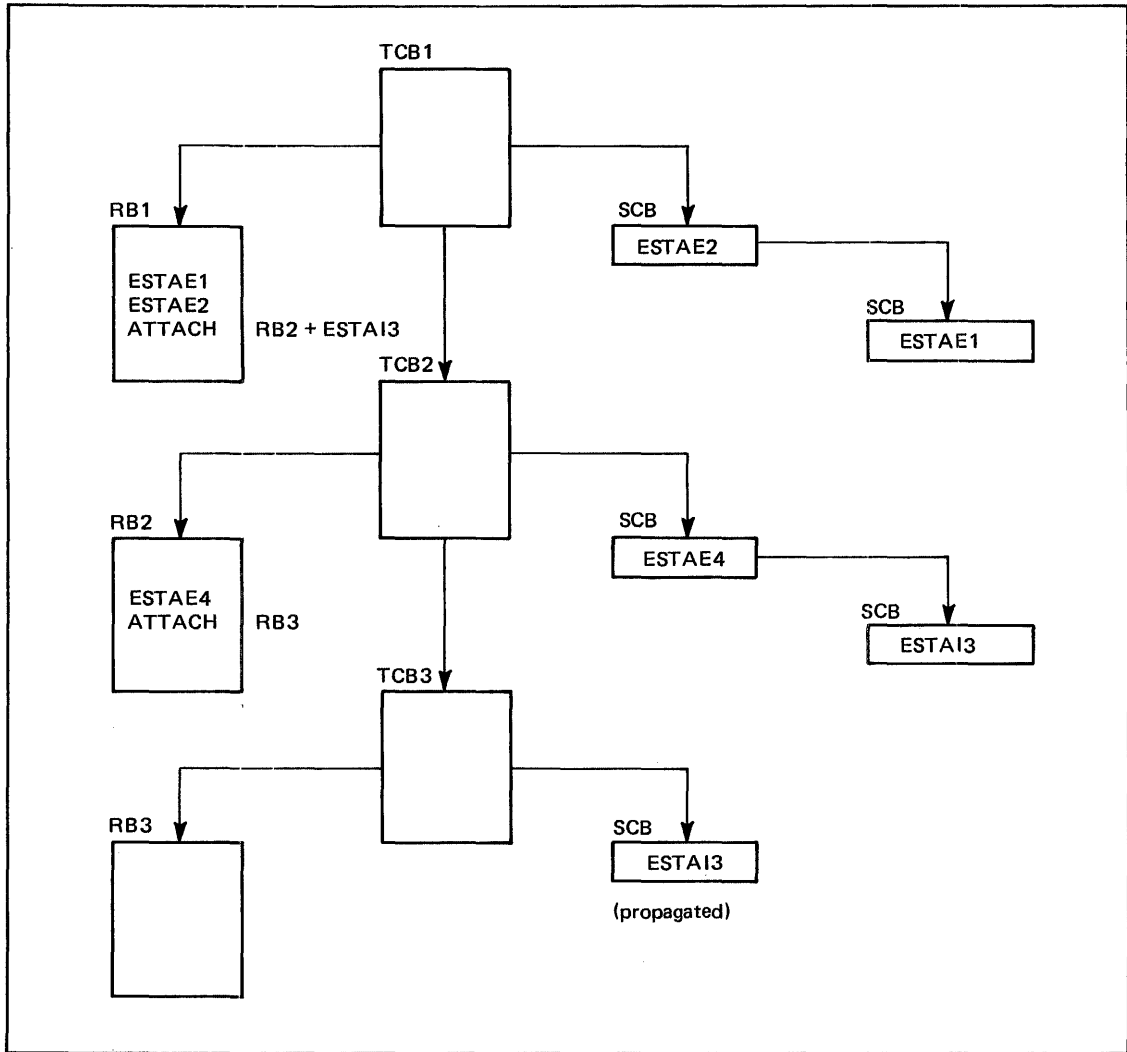 TCB1
RB1
ESTAE1
ESTAE2
ATTACH
RB2 + ESTAI3
SCB
ESTAE2
SCB
ESTAE1
TCB2
RB2
ESTAE4
ATTACH
RB3
SCB
ESTAE4
SCB
ESTAI3
TCB3
RB3
SCB
ESTAI3
(propagated)